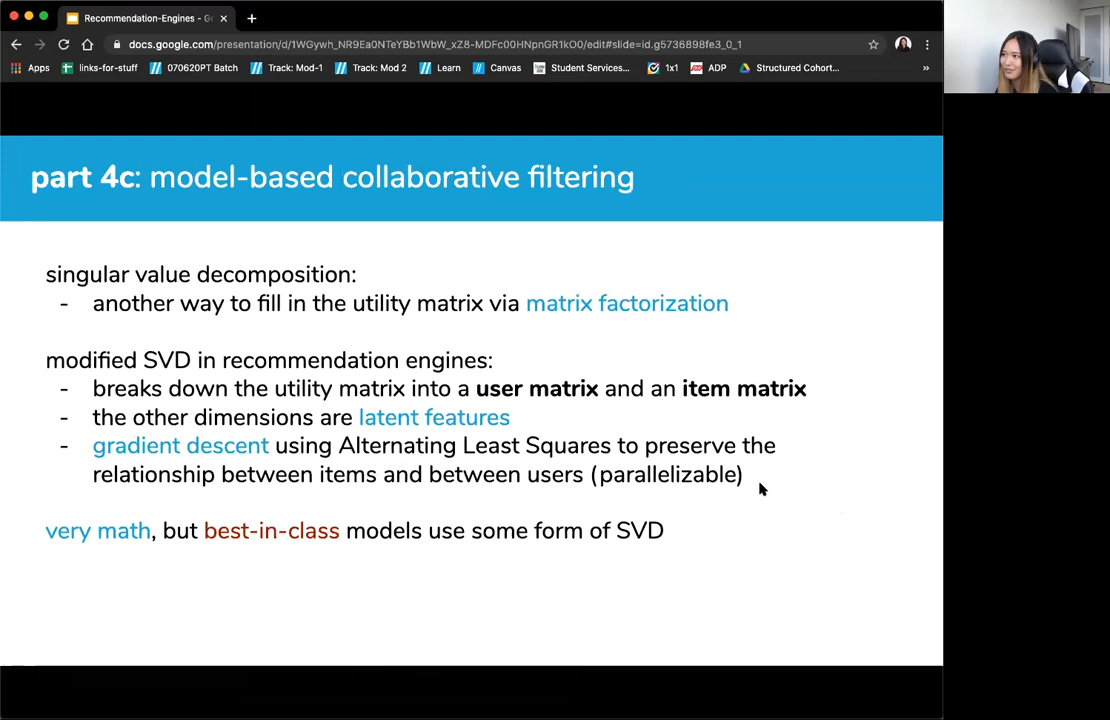 Recommendation-Engines - Go
docs.google.com/presentation/d/1WGywh_NR9Ea0NTeYBb1WbW_xZ8-MDFc00HNpnGR1kO0/edit#slide=id.g5736898fe3_0_1
Apps links-for-stuff 070620PT Batch Track: Mod-1 Track: Mod 2 Learn Canvas Student Services... 1x1 ADP Structured Cohort... »
part 4c: model-based collaborative filtering
singular value decomposition:
- another way to fill in the utility matrix via matrix factorization
modified SVD in recommendation engines:
- breaks down the utility matrix into a user matrix and an item matrix
- the other dimensions are latent features
- gradient descent using Alternating Least Squares to preserve the
relationship between items and between users (parallelizable)
very math, but best-in-class models use some form of SVD